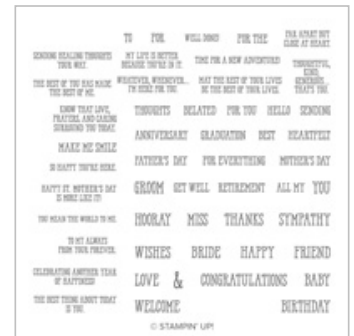 TO FOR WELL DONE! FOR THE FAR APART BUT
CLOSE AT HEART.
SENDING HEALING THOUGHTS
YOUR WAY.
MY LIFE IS BETTER
BECAUSE YOU'RE IN IT.
TIME FOR A NEW ADVENTURE!
THOUGHTFUL,
KIND,
GENEROUS...
THAT'S YOU.
THE BEST OF YOU HAS MADE
THE BEST OF ME.
WHATEVER, WHENEVER...
I'M HERE FOR YOU.
MAY THE REST OF YOUR LIVES
BE THE BEST OF YOUR LIVES.
KNOW THAT LOVE,
PRAYERS, AND CARING
SURROUND YOU TODAY.
THOUGHTS BELATED FOR YOU HELLO SENDING
ANNIVERSARY GRADUATION BEST HEARTFELT
MAKE ME SMILE
SO HAPPY YOU'RE HERE.
FATHER'S DAY FOR EVERYTHING MOTHER'S DAY
HAPPY ST. MOTHER'S DAY
IS MORE LIKE IT!
GROOM GET WELL RETIREMENT ALL MY YOU
YOU MEAN THE WORLD TO ME.
HOORAY MISS THANKS SYMPATHY
TO MY ALWAYS
FROM YOUR FOREVER.
WISHES BRIDE HAPPY FRIEND
CELEBRATING ANOTHER YEAR
OF HAPPINESS!
LOVE & CONGRATULATIONS BABY
THE BEST THING ABOUT TODAY
IS YOU.
WELCOME BIRTHDAY
© STAMPIN' UP!